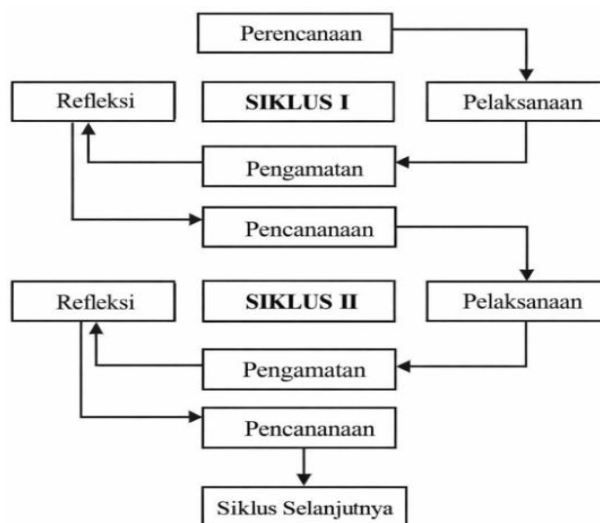 Perencanaan
Refleksi
SIKLUS I
Pelaksanaan
Pengamatan
Pencananaan
Refleksi
SIKLUS II
Pelaksanaan
Pengamatan
Pencananaan
Siklus Selanjutnya